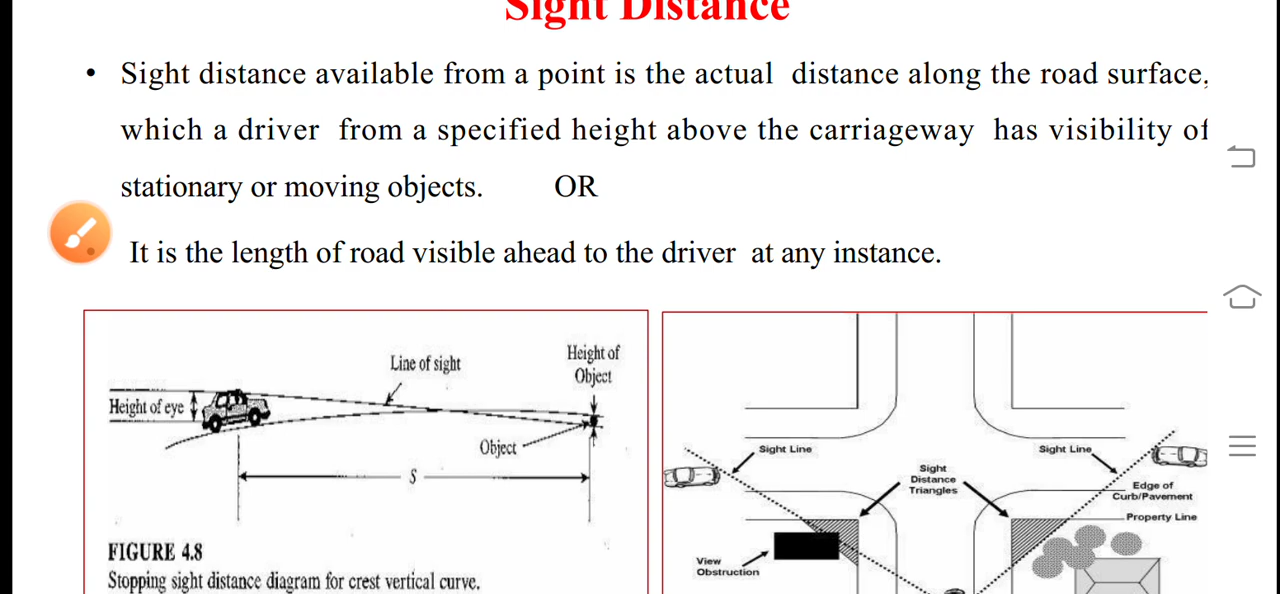 Sight Distance
• Sight distance available from a point is the actual distance along the road surface,
which a driver from a specified height above the carriageway has visibility of
stationary or moving objects. OR
It is the length of road visible ahead to the driver at any instance.
Line of sight
Height of
Object
Height of eye
Object
S
FIGURE 4.8
Stopping sight distance diagram for crest vertical curve.
Sight Line
Sight Line
Sight
Distance
Triangles
Edge of
Curb/Pavement
Property Line
View
Obstruction